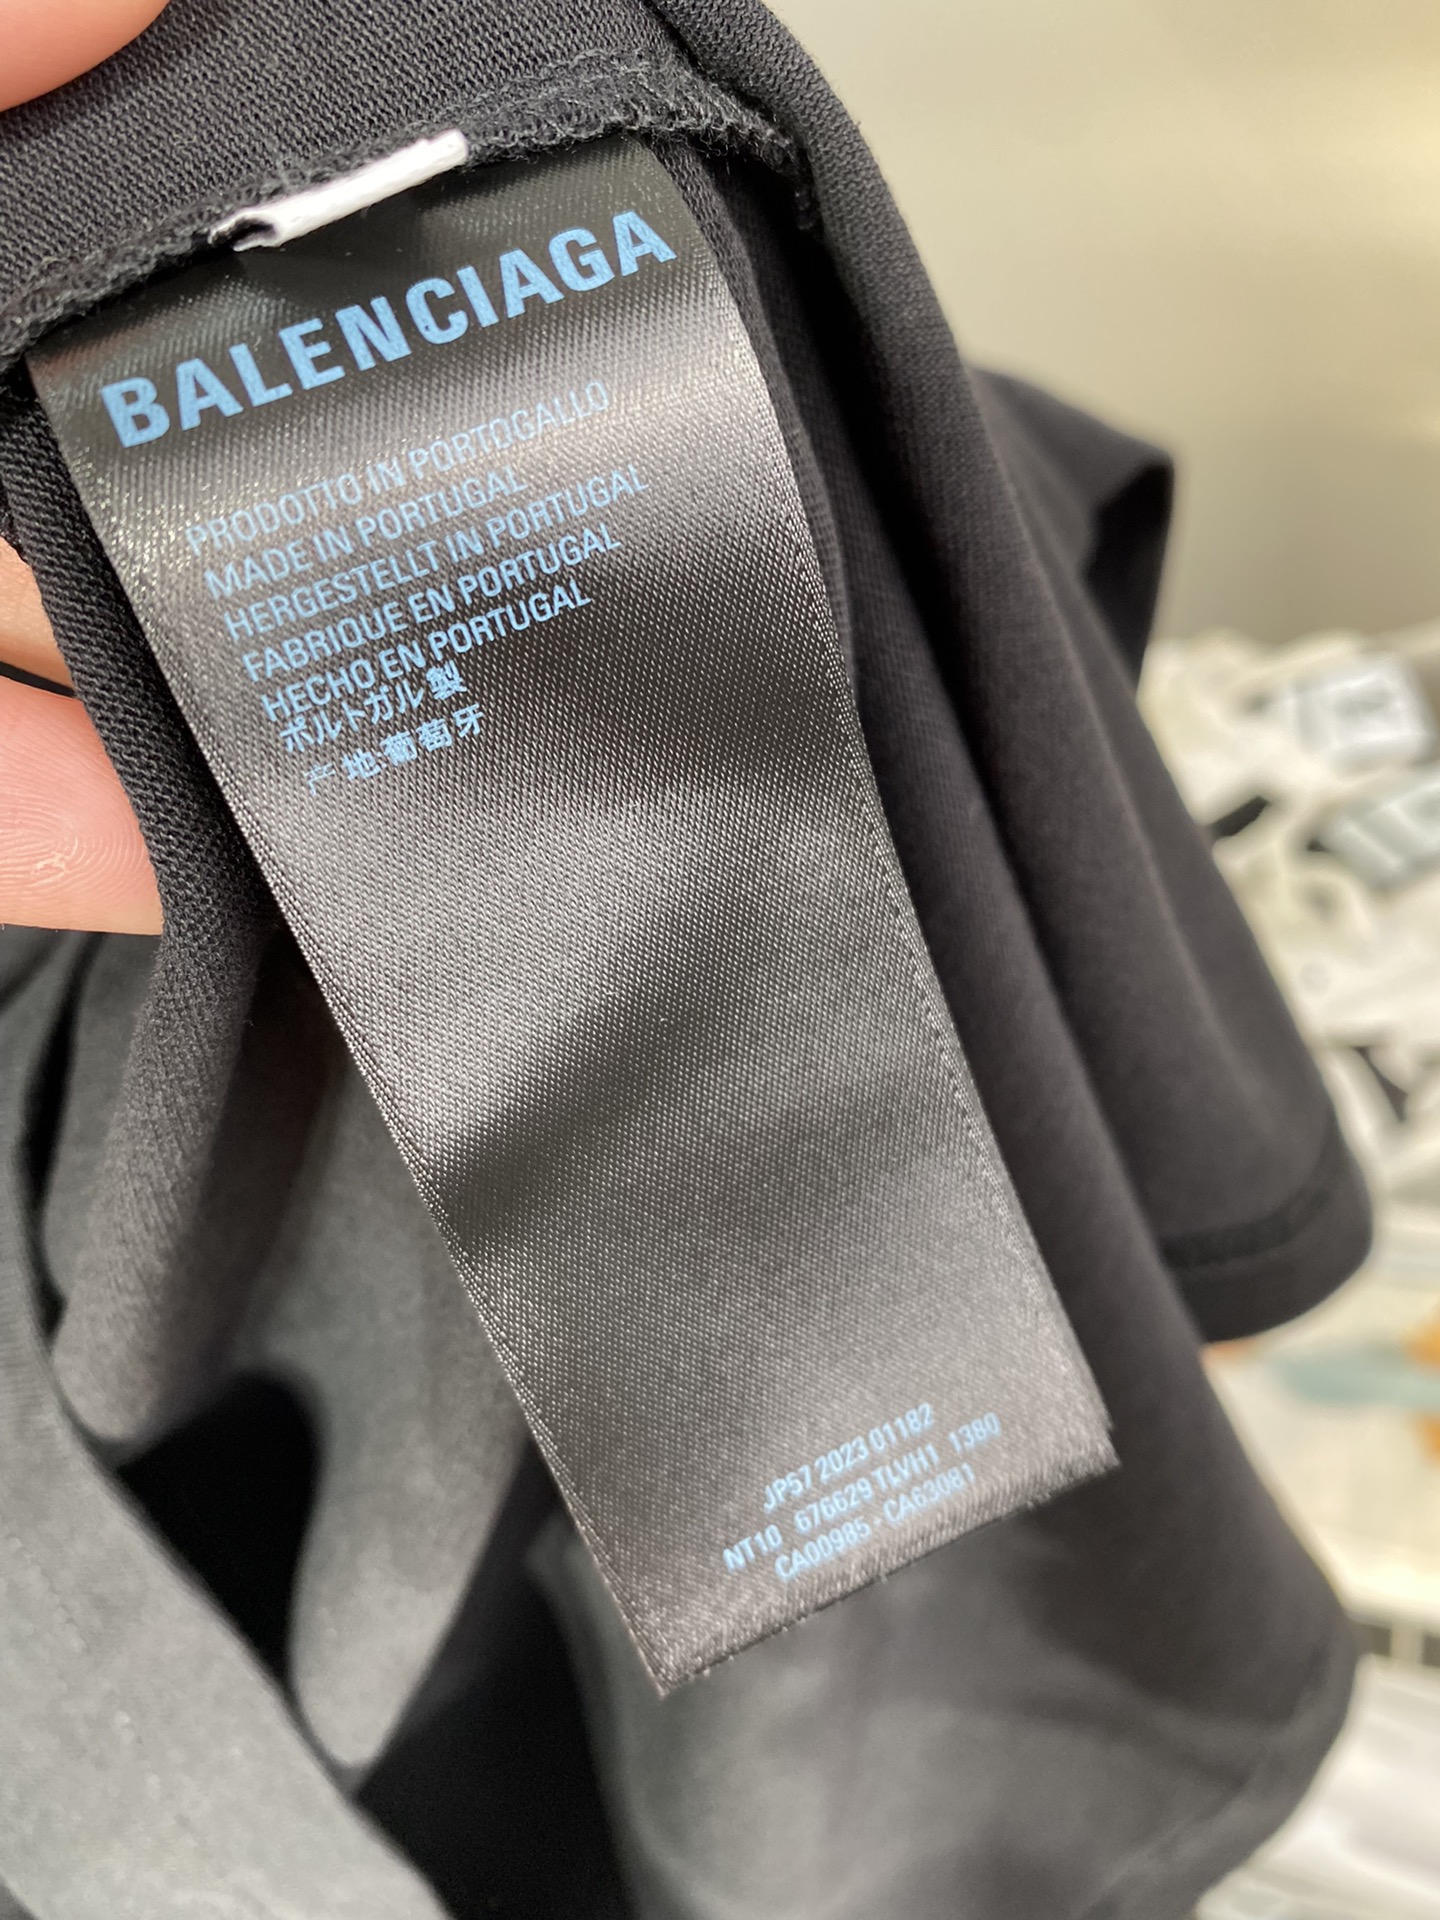 BALENCIAGA
PRODOTTO IN PORTOGALLO
MADE IN PORTUGAL
HERGESTELLT IN PORTUGAL
FABRIQUE EN PORTUGAL
HECHO EN PORTUGAL
ポルトガル製
产地葡萄牙
JP57 2023 01182
NT10 676629 TLVH1 1380
CA00985 - CA63081